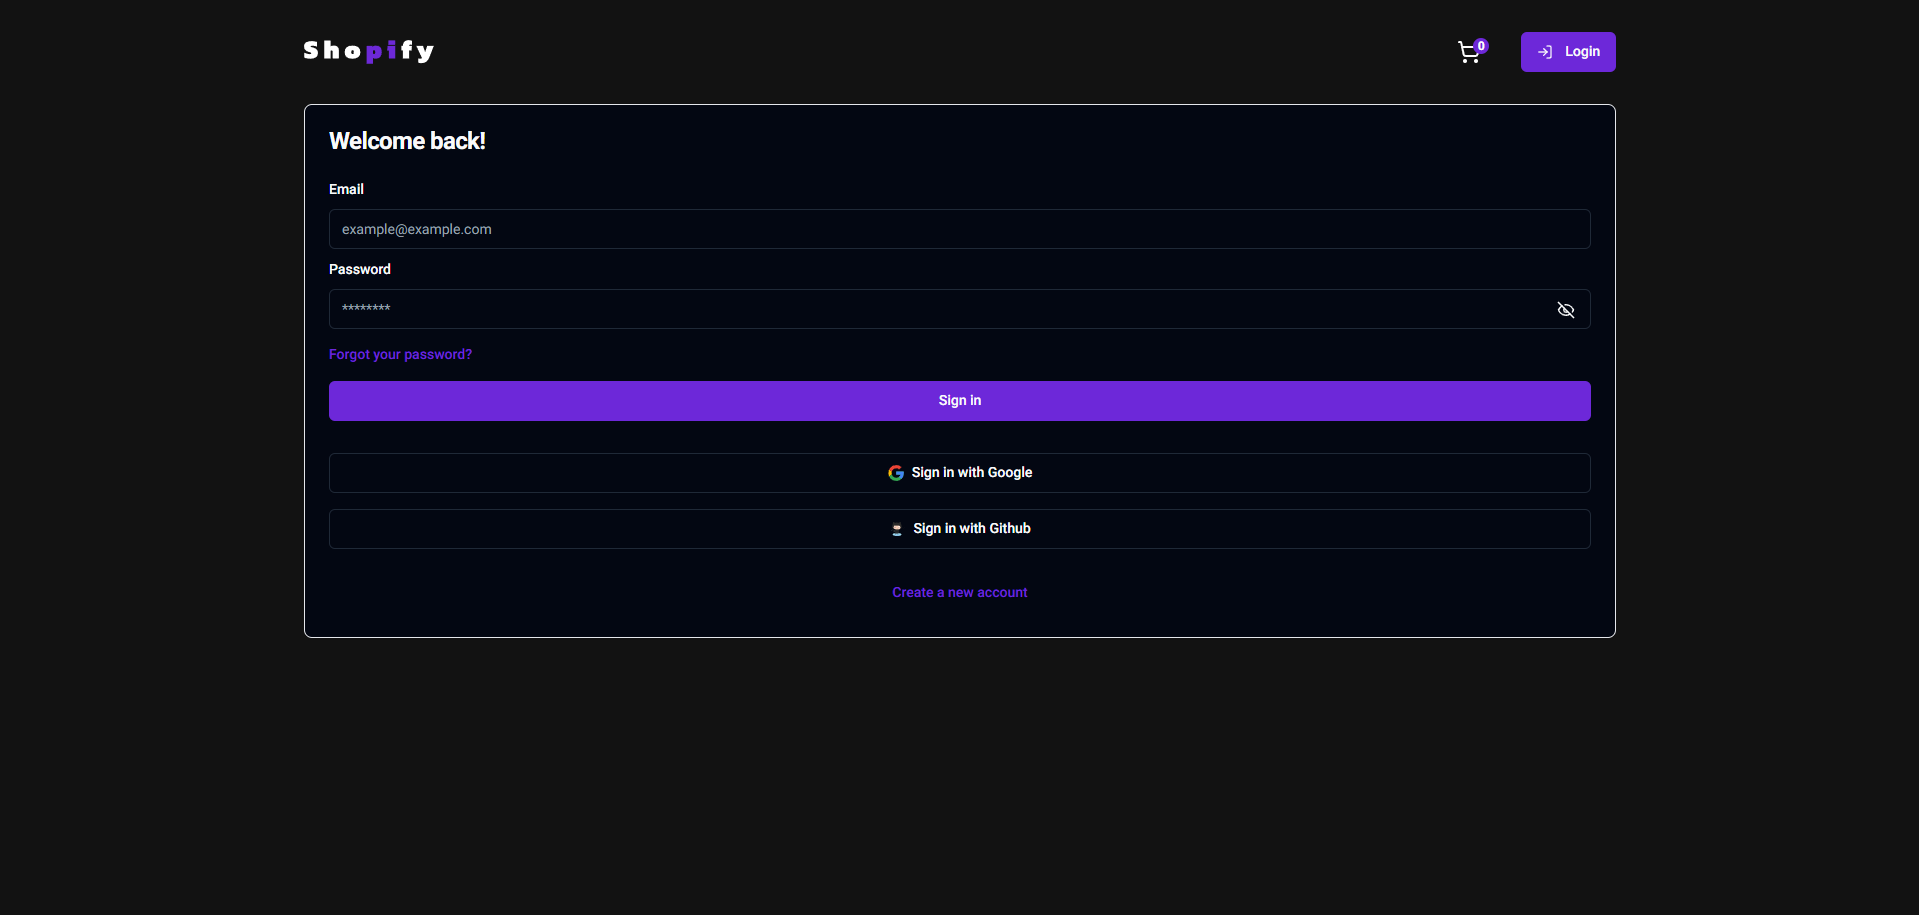 Shopify
0
Login
Welcome back!
Email
example@example.com
Password
********
Forgot your password?
Sign in
Sign in with Google
Sign in with Github
Create a new account